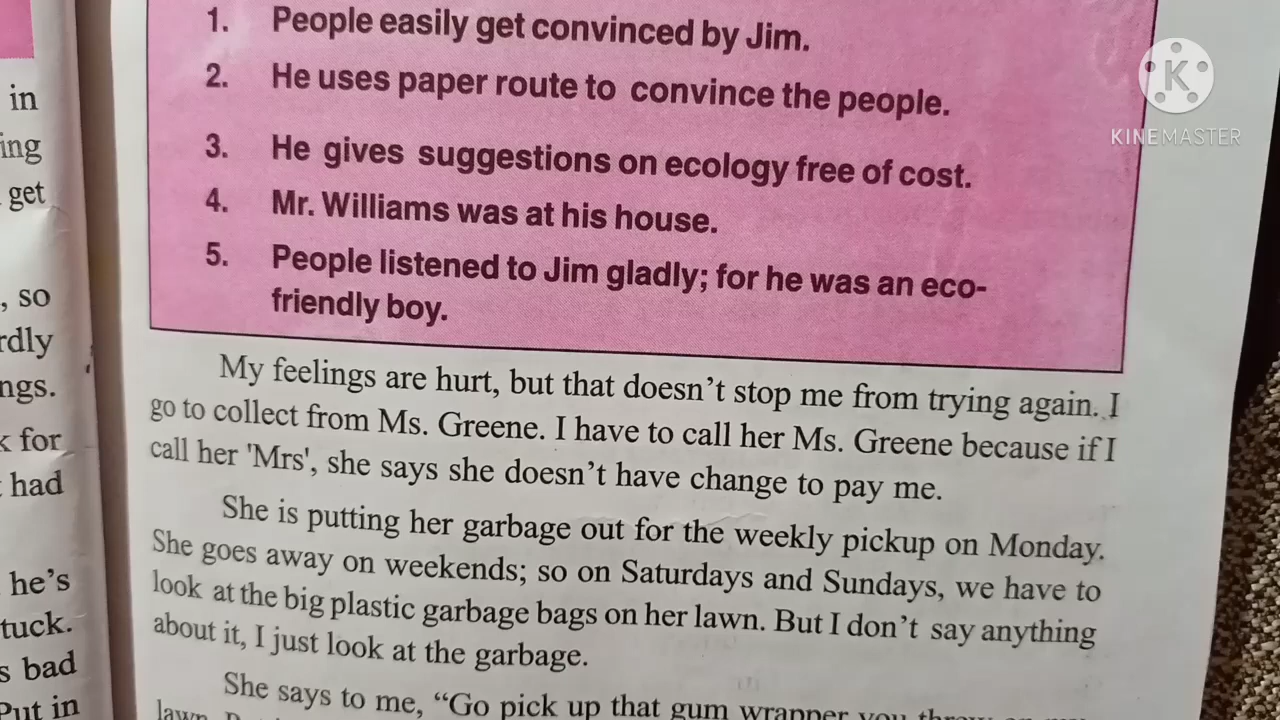 in
ing
get
, so
rdly
ngs.
k for
had
he's
tuck.
s bad
Put in
1. People easily get convinced by Jim.
2. He uses paper route to convince the people.
3. He gives suggestions on ecology free of cost.
4. Mr. Williams was at his house.
5. People listened to Jim gladly; for he was an eco-
friendly boy.
My feelings are hurt, but that doesn't stop me from trying again. I
go to collect from Ms. Greene. I have to call her Ms. Greene because if I
call her 'Mrs', she says she doesn't have change to pay me.
She is putting her garbage out for the weekly pickup on Monday.
She goes away on weekends; so on Saturdays and Sundays, we have to
look at the big plastic garbage bags on her lawn. But I don't say anything
about it, I just look at the garbage.
She says to me, “Go pick up that gum wrapper you threw on my
lawn
K
KINEMASTER